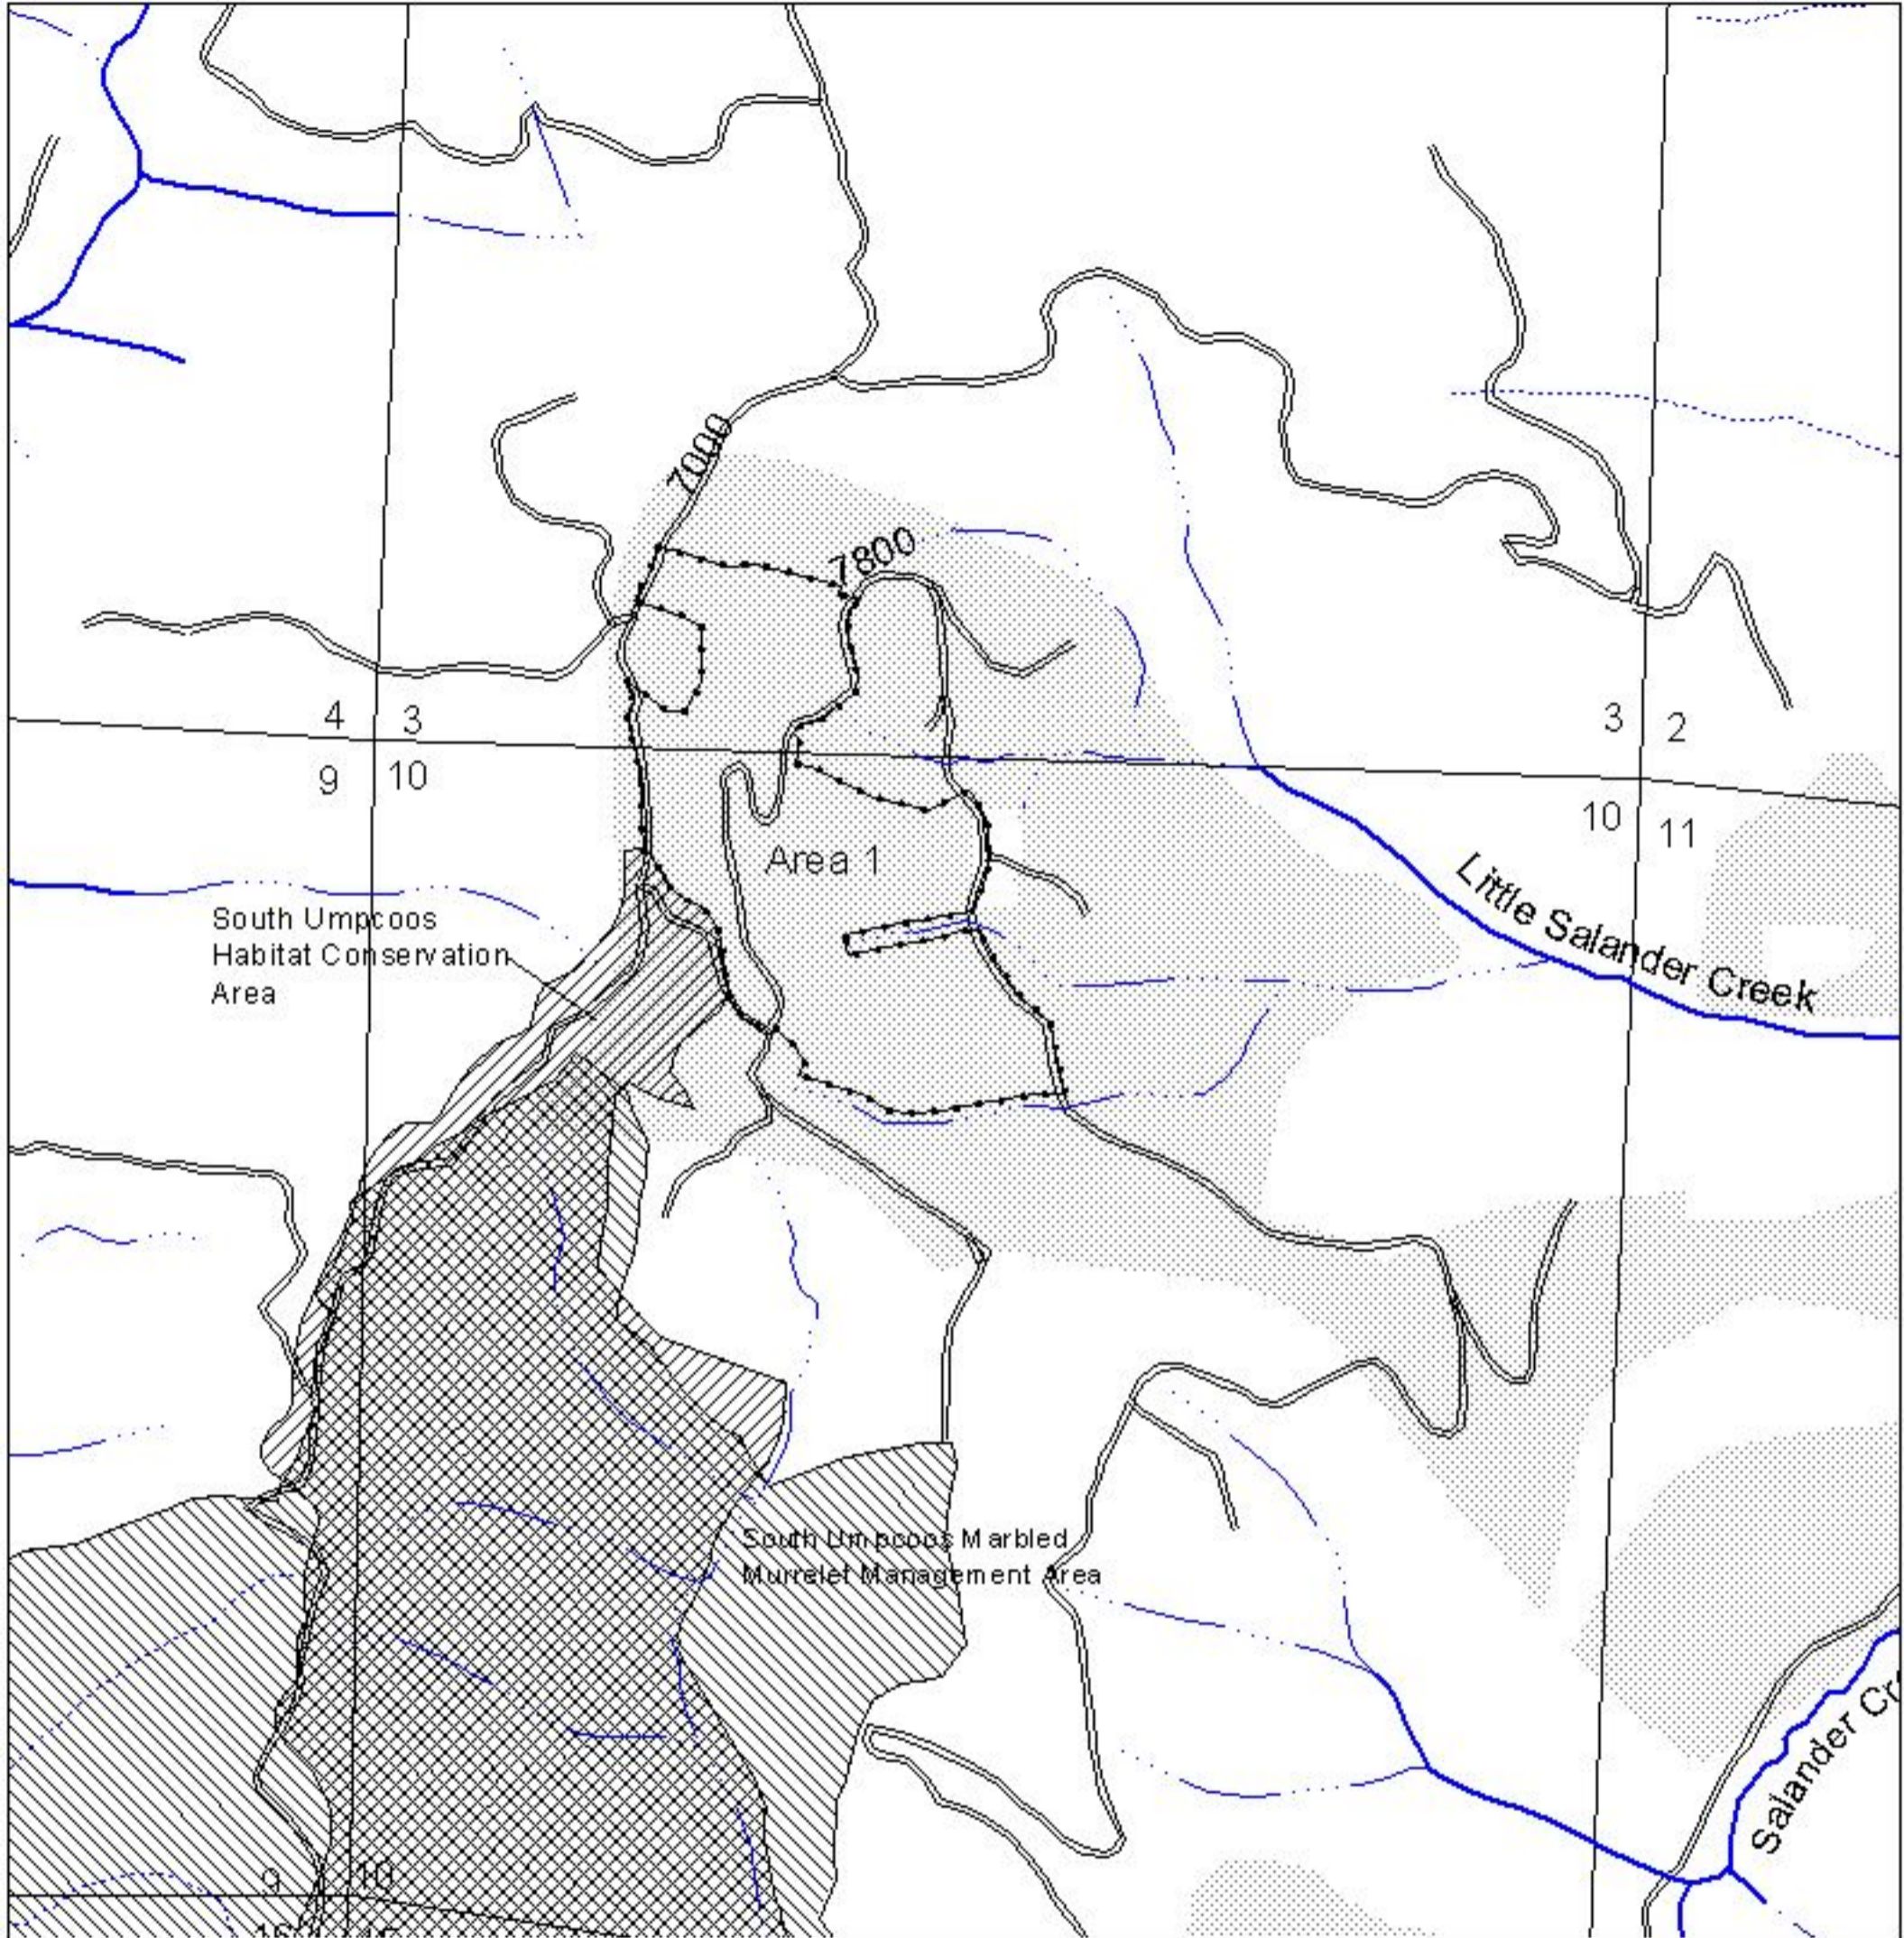 7000
7800
4 3
3 2
9 10
10 11
Area 1
Little Salander Creek
South Umpcoos
Habitat Conservation
Area
South Umpcoos Marbled
Murrelet Management Area
Salander
9 10